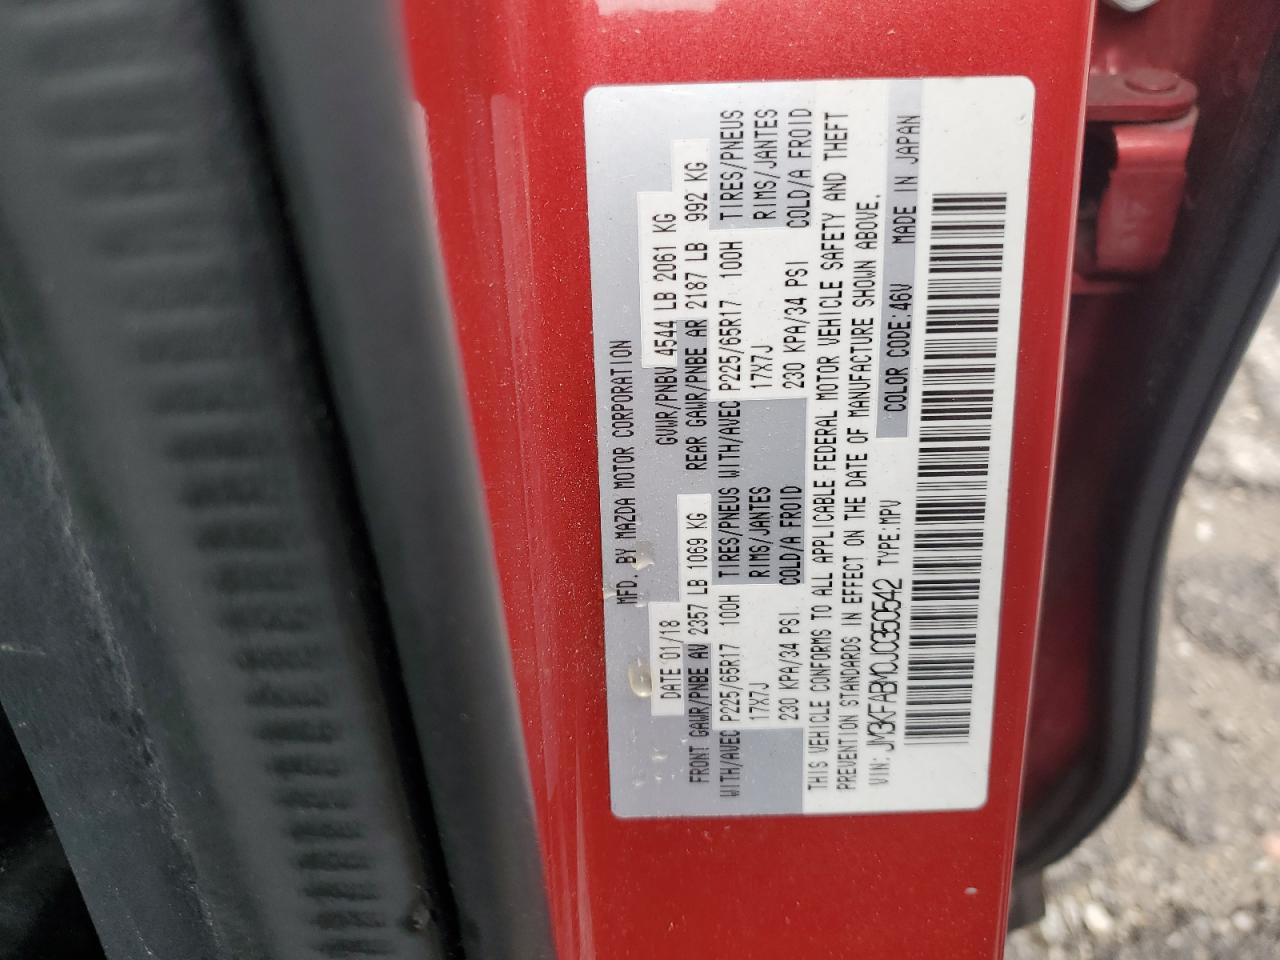 MFD. BY MAZDA MOTOR CORPORATION
DATE 01/18 GVWR/PNBV 4544 LB 2061 KG
FRONT GAWR/PNBE AV 2357 LB 1069 KG REAR GAWR/PNBE AR 2187 LB 992 KG
WITH/AVEC P225/65R17 100H TIRES/PNEUS WITH/AVEC P225/65R17 100H TIRES/PNEUS
17X7J RIMS/JANTES 17X7J RIMS/JANTES
230 KPA/34 PSI. COLD/A FROID 230 KPA/34 PSI COLD/A FROID
THIS VEHICLE CONFORMS TO ALL APPLICABLE FEDERAL MOTOR VEHICLE SAFETY AND THEFT
PREVENTION STANDARDS IN EFFECT ON THE DATE OF MANUFACTURE SHOWN ABOVE.
VIN: JM3KFABM0J0350542 TYPE:MPV COLOR CODE:46V MADE IN JAPAN